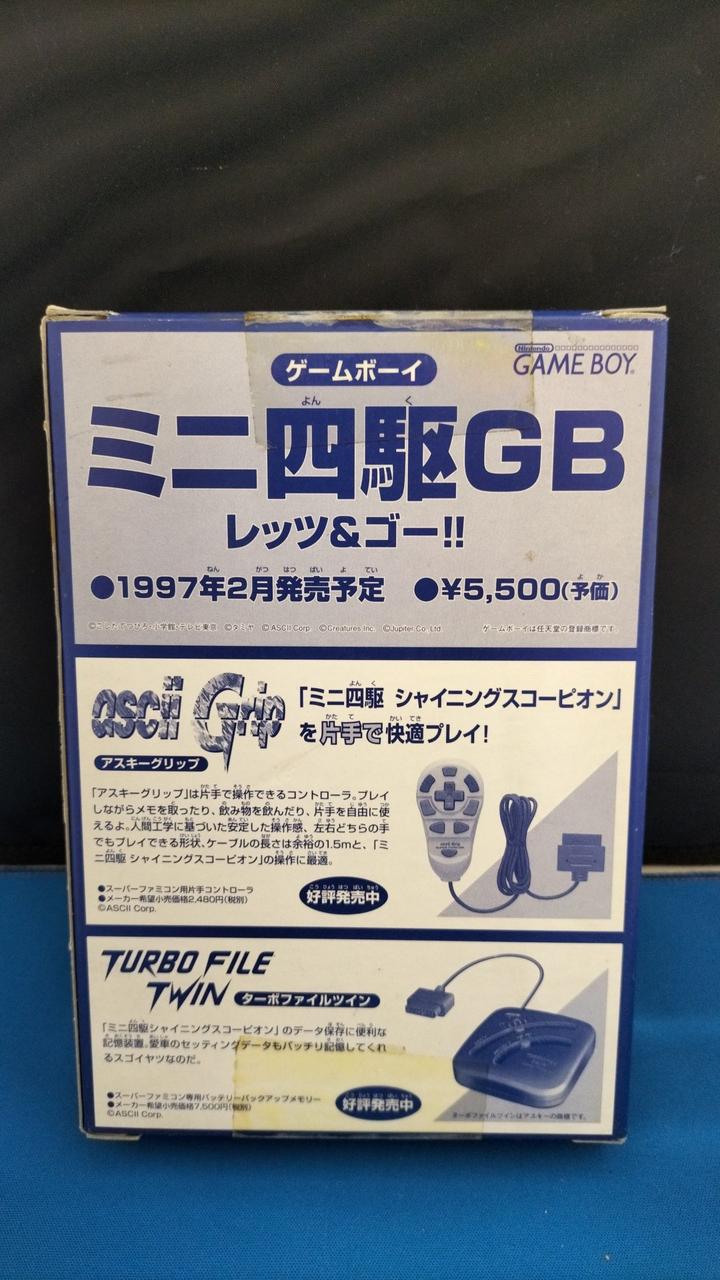 ゲームボーイ
Nintendo
GAME BOY
ミニ四駆GB
レッツ&ゴー!!
●1997年2月発売予定 ●¥5,500(予価)
©こしたてつひろ・小学館・テレビ東京 ©タミヤ ©ASCII Corp. ©Creatures Inc. ©Jupiter Co.,Ltd. ゲームボーイは任天堂の登録商標です。
ascii Grip
アスキーグリップ
「ミニ四駆 シャイニングスコーピオン」
を片手で快適プレイ!
「アスキーグリップ」は片手で操作できるコントローラ。プレイ
しながらメモを取ったり、飲み物を飲んだり、片手を自由に使
えるよ。人間工学に基づいた安定した操作感、左右どちらの手
でもプレイできる形状、ケーブルの長さは余裕の1.5mと、「ミ
ニ四駆 シャイニングスコーピオン」の操作に最適。
●スーパーファミコン用片手コントローラ
●メーカー希望小売価格2,480円(税別)
©ASCII Corp.
好評発売中
TURBO FILE
TWIN ターボファイルツイン
「ミニ四駆シャイニングスコーピオン」のデータ保存に便利な
記憶装置。愛車のセッティングデータもバッチリ記憶してくれ
るスゴイヤツなのだ。
●スーパーファミコン専用バッテリーバックアップメモリー
●メーカー希望小売価格7,500円(税別)
©ASCII Corp.
好評発売中
ターボファイルツインはアスキーの商標です。